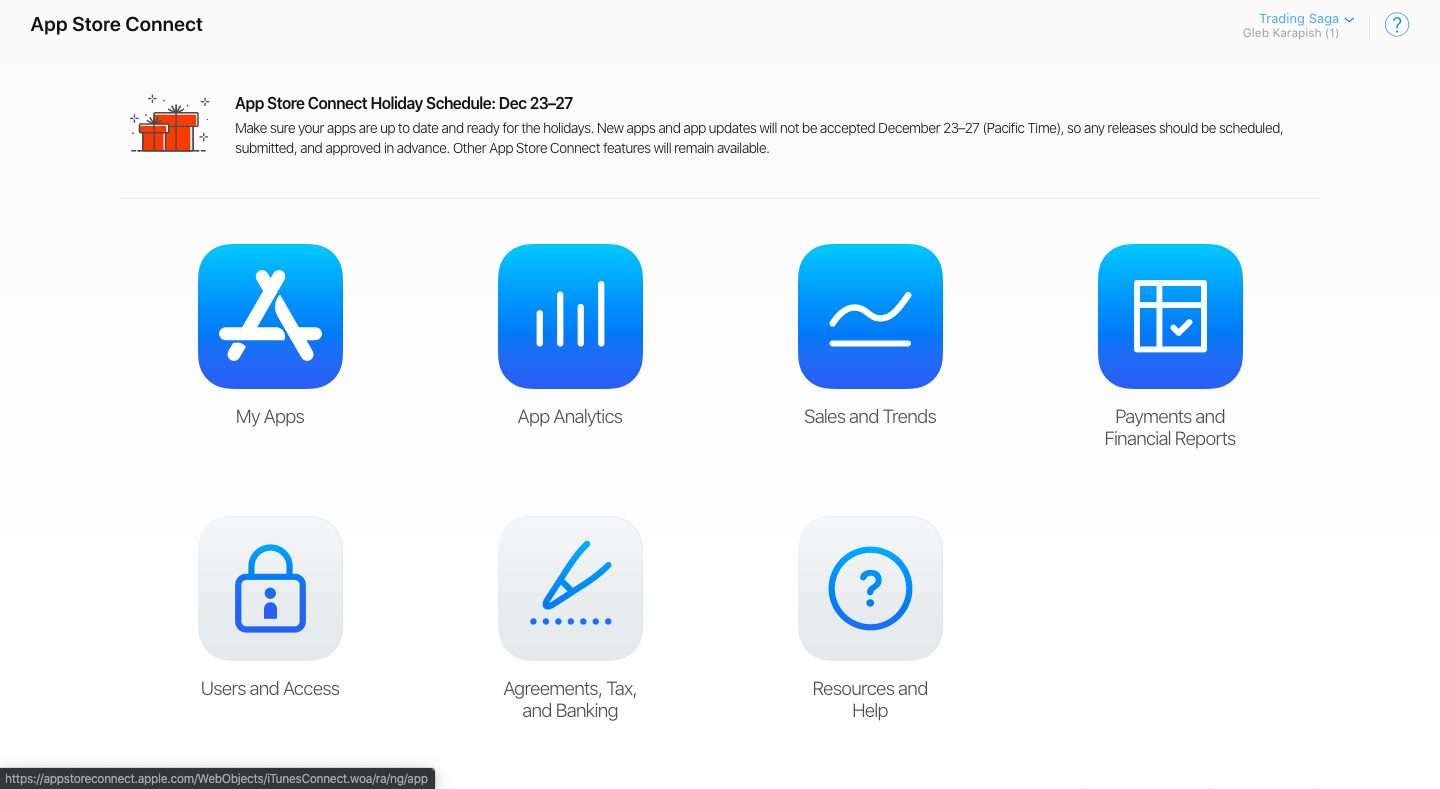 App Store Connect
Trading Saga
Gleb Karapish (1)
?
App Store Connect Holiday Schedule: Dec 23–27
Make sure your apps are up to date and ready for the holidays. New apps and app updates will not be accepted December 23–27 (Pacific Time), so any releases should be scheduled,
submitted, and approved in advance. Other App Store Connect features will remain available.
My Apps
App Analytics
Sales and Trends
Payments and
Financial Reports
?
Users and Access
Agreements, Tax,
and Banking
Resources and
Help
https://appstoreconnect.apple.com/WebObjects/iTunesConnect.woa/ra/ng/app